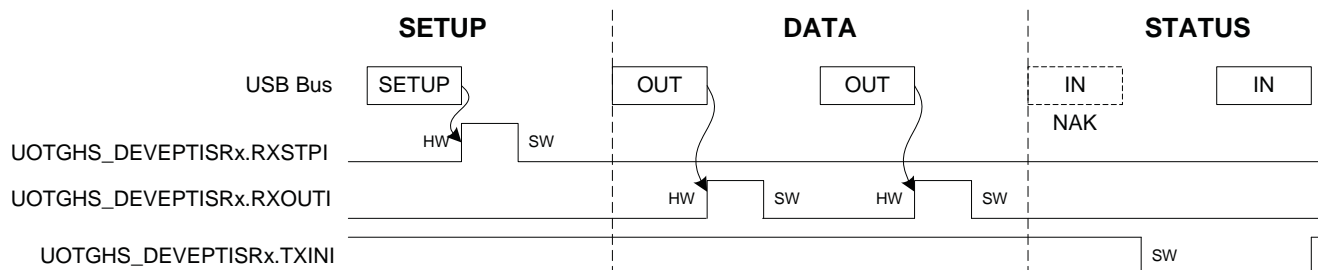 SETUP DATA STATUS
USB Bus SETUP OUT OUT IN IN
NAK
UOTGHS_DEVEPTISRx.RXSTPI HW SW
UOTGHS_DEVEPTISRx.RXOUTI HW SW HW SW
UOTGHS_DEVEPTISRx.TXINI SW